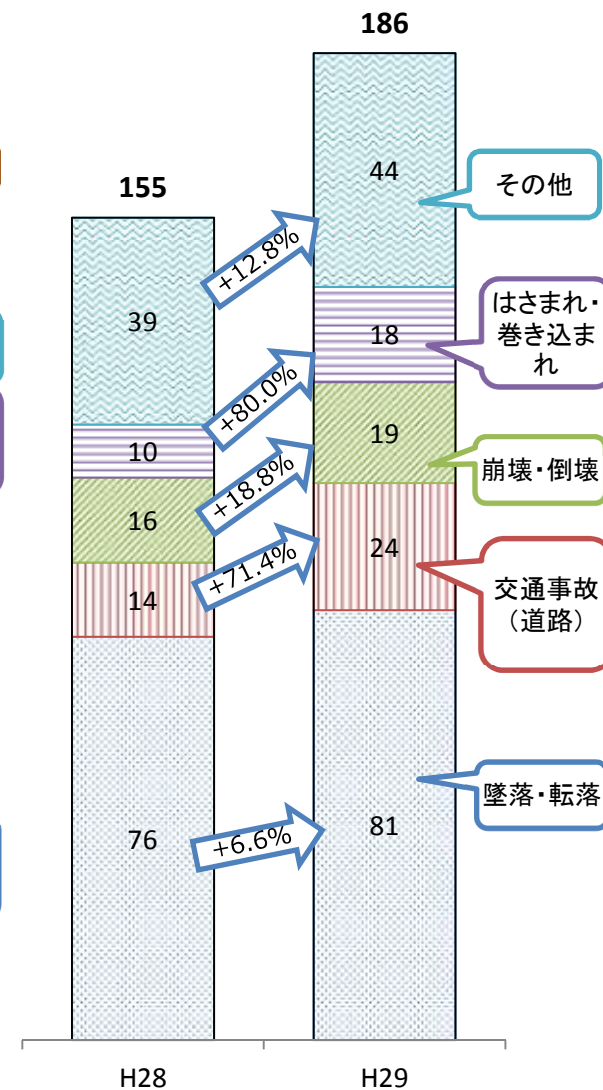 186
155
44
その他
+12.8%
39
はさまれ・
巻き込ま
れ
18
+80.0%
10
19
崩壊・倒壊
+18.8%
16
24
交通事故
（道路）
+71.4%
14
墜落・転落
81
76
+6.6%
H28
H29